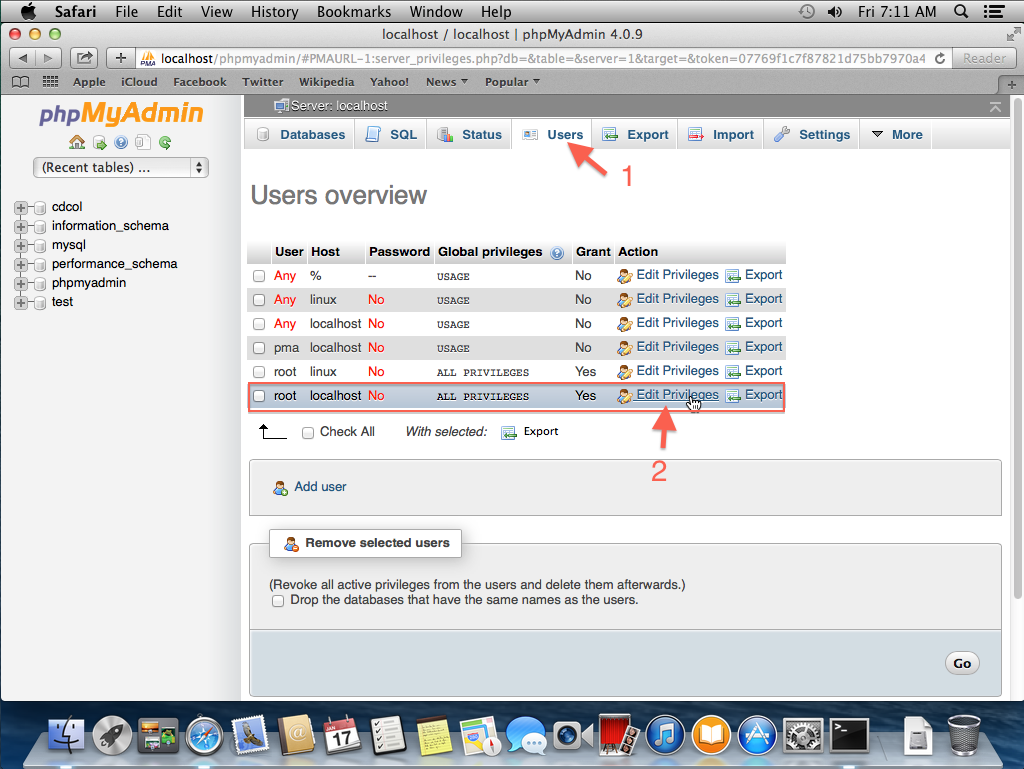 Safari File Edit View History Bookmarks Window Help Fri 7:11 AM
localhost / localhost | phpMyAdmin 4.0.9
PMA localhost/phpmyadmin/#PMAURL-1:server_privileges.php?db=&table=&server=1&target=&token=07769f1c7f87821d75bb7970a4 Reader
Apple iCloud Facebook Twitter Wikipedia Yahoo! News Popular
phpMyAdmin
(Recent tables) ...
cdcol
information_schema
mysql
performance_schema
phpmyadmin
test
Server: localhost
Databases SQL Status Users Export Import Settings More
1
Users overview
User Host Password Global privileges Grant Action
Any % -- USAGE No Edit Privileges Export
Any linux No USAGE No Edit Privileges Export
Any localhost No USAGE No Edit Privileges Export
pma localhost No USAGE No Edit Privileges Export
root linux No ALL PRIVILEGES Yes Edit Privileges Export
root localhost No ALL PRIVILEGES Yes Edit Privileges Export
Check All With selected: Export
2
Add user
Remove selected users
(Revoke all active privileges from the users and delete them afterwards.)
Drop the databases that have the same names as the users.
Go
JAN
17